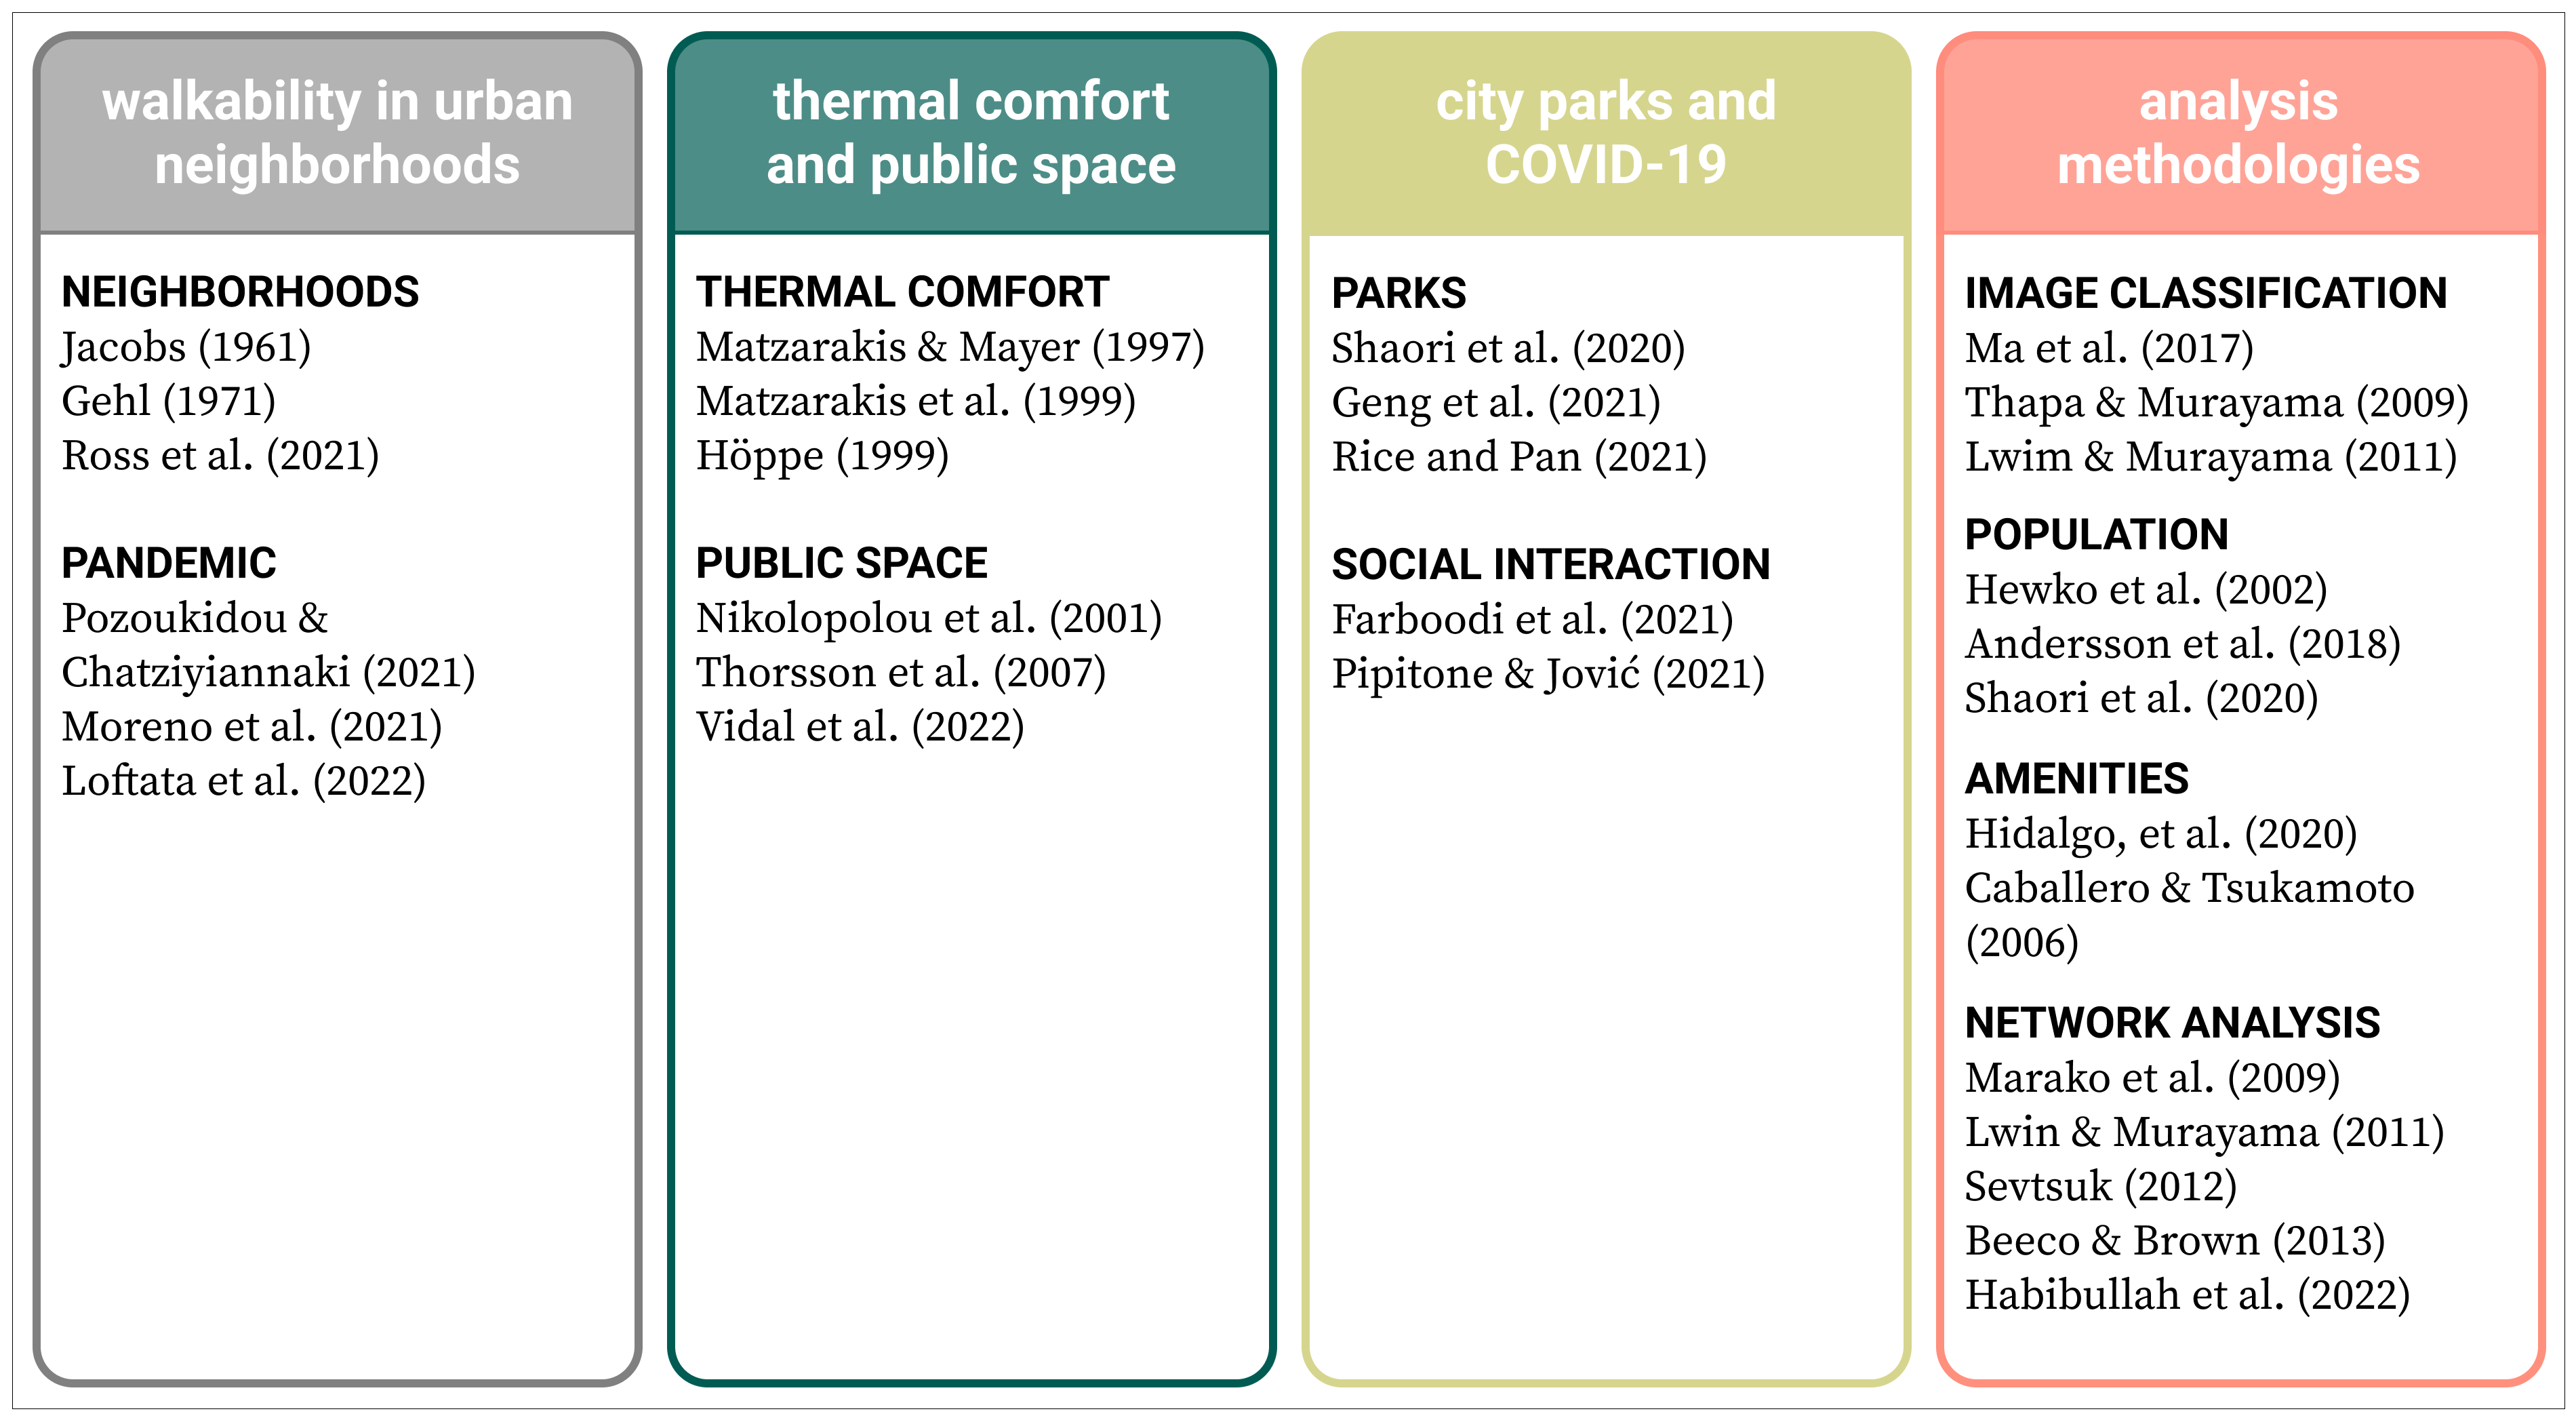 walkability in urban
neighborhoods
NEIGHBORHOODS
Jacobs (1961)
Gehl (1971)
Ross et al. (2021)
PANDEMIC
Pozoukidou &
Chatziyiannaki (2021)
Moreno et al. (2021)
Loftata et al. (2022)
thermal comfort
and public space
THERMAL COMFORT
Matzarakis & Mayer (1997)
Matzarakis et al. (1999)
Höppe (1999)
PUBLIC SPACE
Nikolopolou et al. (2001)
Thorsson et al. (2007)
Vidal et al. (2022)
city parks and
COVID-19
PARKS
Shaori et al. (2020)
Geng et al. (2021)
Rice and Pan (2021)
SOCIAL INTERACTION
Farboodi et al. (2021)
Pipitone & Jović (2021)
analysis
methodologies
IMAGE CLASSIFICATION
Ma et al. (2017)
Thapa & Murayama (2009)
Lwim & Murayama (2011)
POPULATION
Hewko et al. (2002)
Andersson et al. (2018)
Shaori et al. (2020)
AMENITIES
Hidalgo, et al. (2020)
Caballero & Tsukamoto
(2006)
NETWORK ANALYSIS
Marako et al. (2009)
Lwin & Murayama (2011)
Sevtsuk (2012)
Beeco & Brown (2013)
Habibullah et al. (2022)